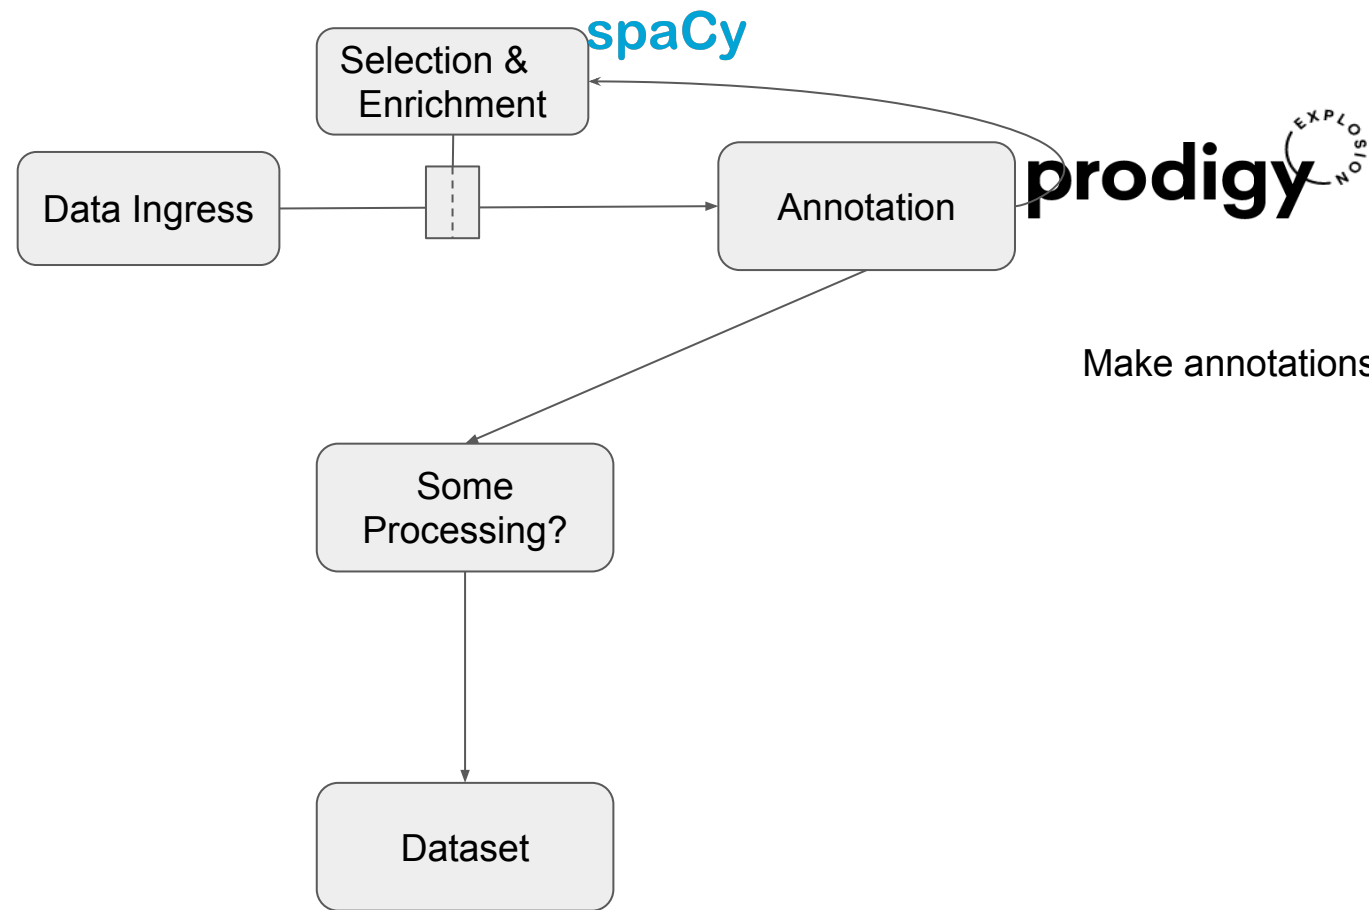 spaCy
Selection &
Enrichment
EXPLOSION
prodigy
Data Ingress
Annotation
Make annotations
Some
Processing?
Dataset